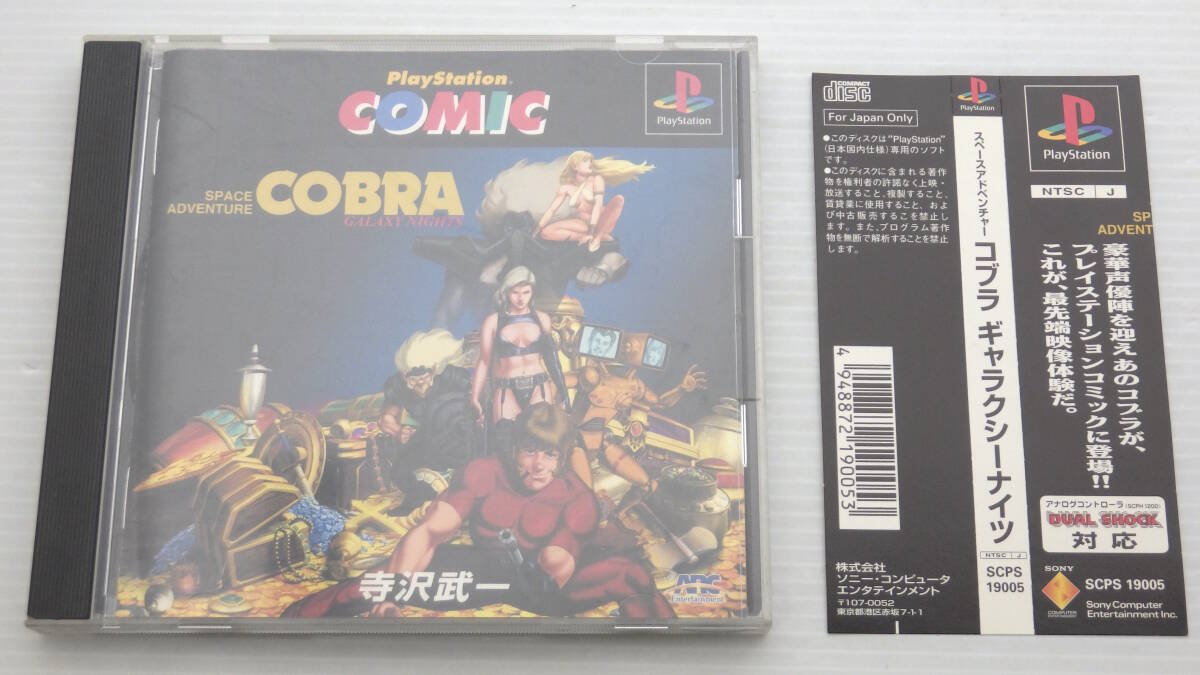 PlayStation
COMIC
PlayStation
SPACE
ADVENTURE
COBRA
GALAXY NIGHTS
寺沢武一
Entertainment
COMPACT
disc
For Japan Only
●このディスクは“PlayStation”
(日本国内仕様)専用のソフト
です。
●このディスクに含まれる著作
物を権利者の許諾なく上映・
放送すること、複製すること、
賃貸業に使用すること、およ
び中古販売するこを禁止し
ます。また、プログラム著作
物を無断で解析することを禁止
します。
4948872190053
株式会社
ソニー・コンピュータ
エンタテインメント
〒107-0052
東京都港区赤坂7-1-1
PlayStation
スペースアドベンチャー
コブラ ギャラクシーナイツ
NTSC J
SCPS
19005
PlayStation
NTSC J
SP
ADVENT
豪華声優陣を迎えあのコブラが、
プレイステーションコミックに登場!!
これが、最先端映像体験だ。
アナログコントローラ(SCPH 1200)
DUAL SHOCK
対応
SONY
COMPUTER
ENTERTAINMENT
SCPS 19005
Sony Computer
Entertainment Inc.